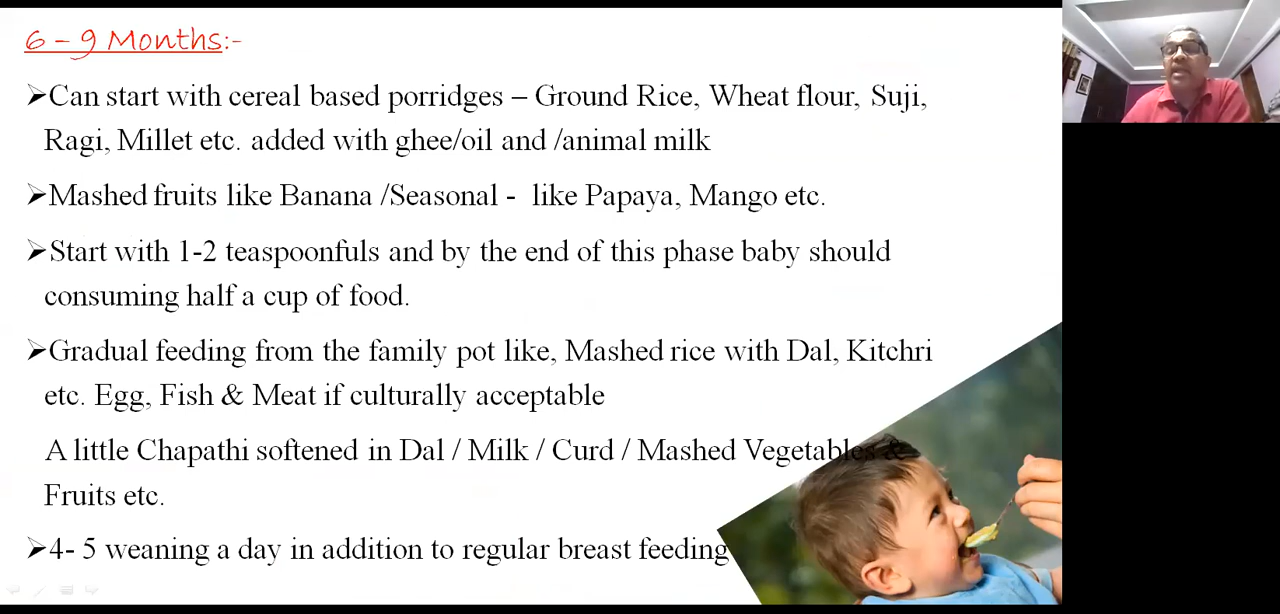 6 - 9 Months:-
➢Can start with cereal based porridges – Ground Rice, Wheat flour, Suji,
Ragi, Millet etc. added with ghee/oil and /animal milk
➢Mashed fruits like Banana /Seasonal -  like Papaya, Mango etc.
➢Start with 1-2 teaspoonfuls and by the end of this phase baby should
consuming half a cup of food.
➢Gradual feeding from the family pot like, Mashed rice with Dal, Kitchri
etc. Egg, Fish & Meat if culturally acceptable
A little Chapathi softened in Dal / Milk / Curd / Mashed Vegetables &
Fruits etc.
➢4- 5 weaning a day in addition to regular breast feeding